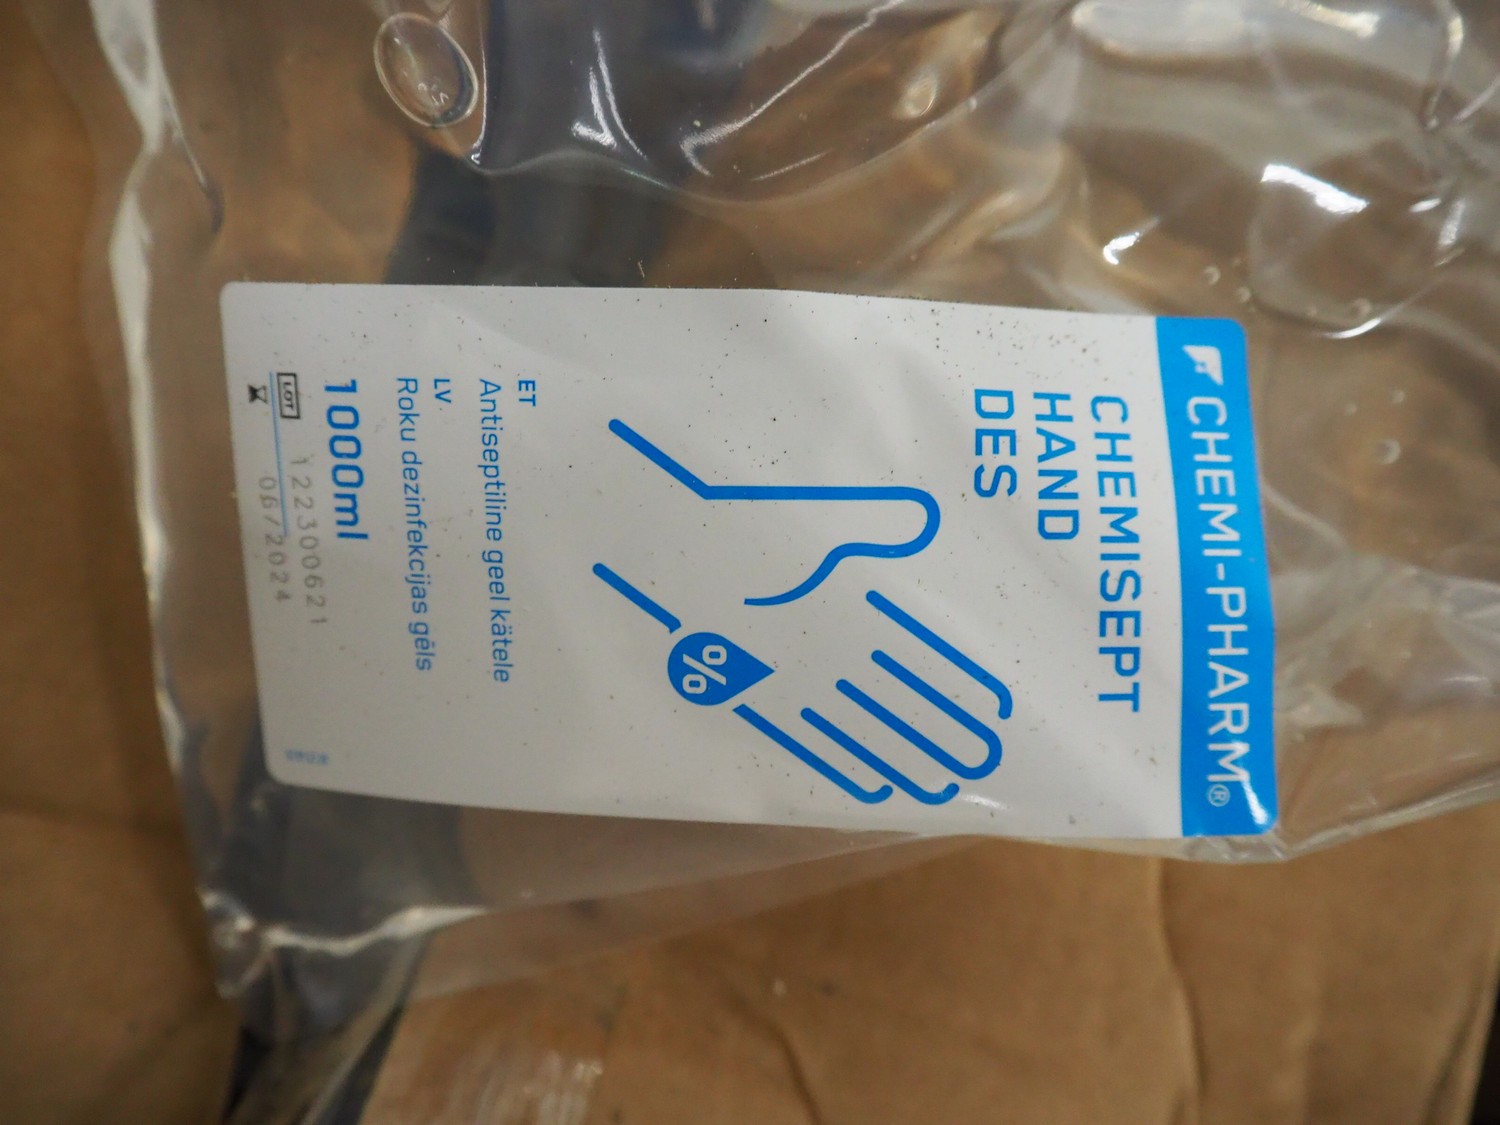 CHEMI-PHARM®
CHEMISEPT
HAND
DES
%
ET
Antiseptiline geel kätele
LV
Roku dezinfekcijas gēls
1000ml
LOT 122300621
06/2024